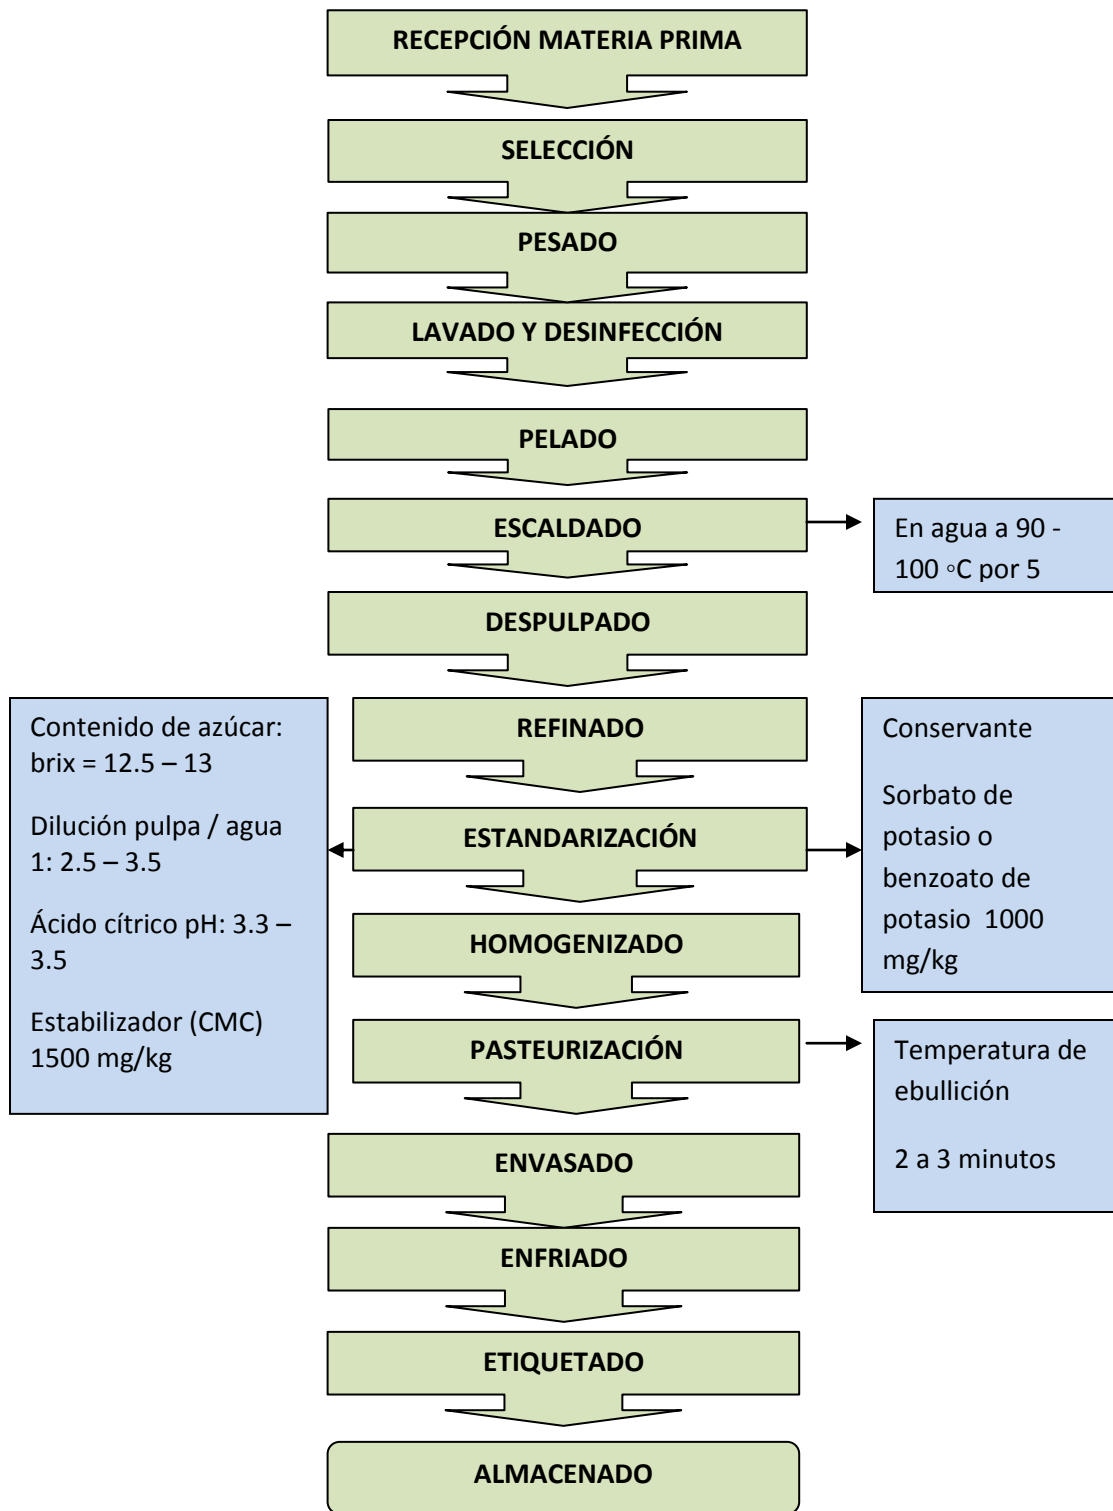 RECEPCIÓN MATERIA PRIMA
SELECCIÓN
PESADO
LAVADO Y DESINFECCIÓN
PELADO
ESCALDADO
En agua a 90 -
100 °C por 5
DESPULPADO
REFINADO
Contenido de azúcar:
brix = 12.5 – 13
Dilución pulpa / agua
1: 2.5 – 3.5
Ácido cítrico pH: 3.3 –
3.5
Estabilizador (CMC)
1500 mg/kg
ESTANDARIZACIÓN
Conservante
Sorbato de
potasio o
benzoato de
potasio 1000
mg/kg
HOMOGENIZADO
PASTEURIZACIÓN
Temperatura de
ebullición
2 a 3 minutos
ENVASADO
ENFRIADO
ETIQUETADO
ALMACENADO